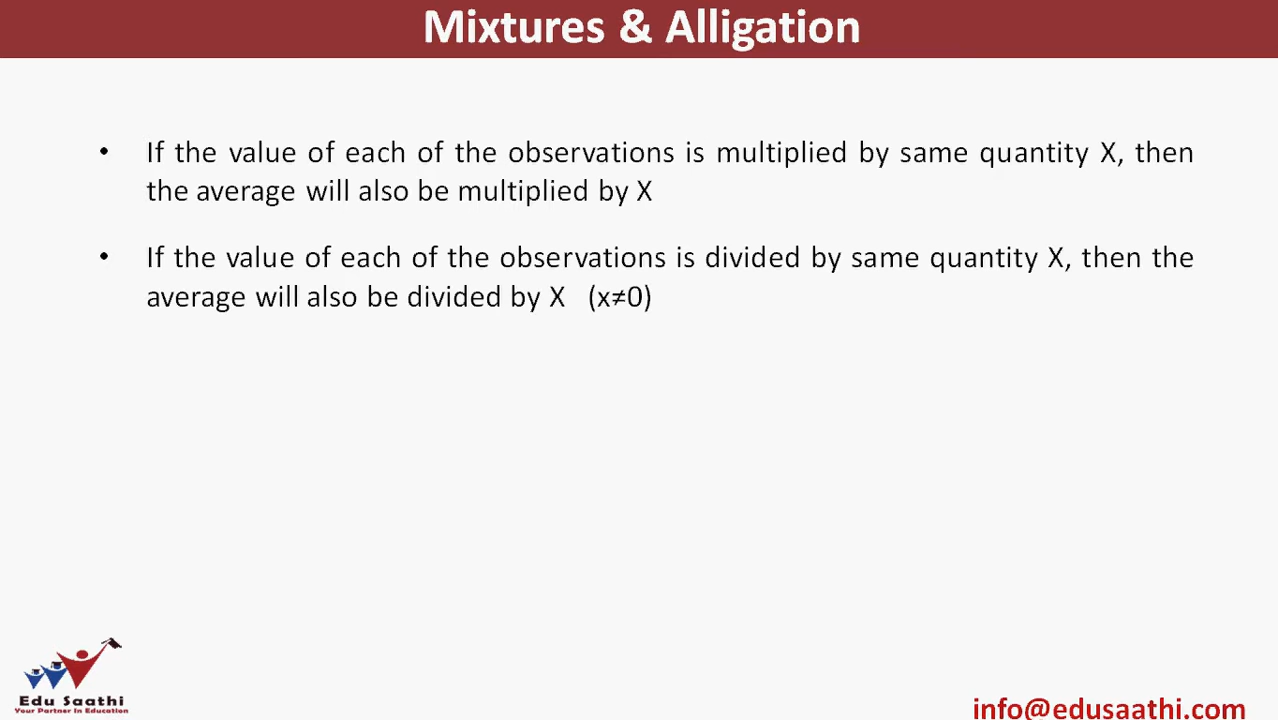 Mixtures & Alligation
• If the value of each of the observations is multiplied by same quantity X, then
the average will also be multiplied by X
• If the value of each of the observations is divided by same quantity X, then the
average will also be divided by X (x≠0)
Edu Saathi
Your Partner In Education
info@edusaathi.com